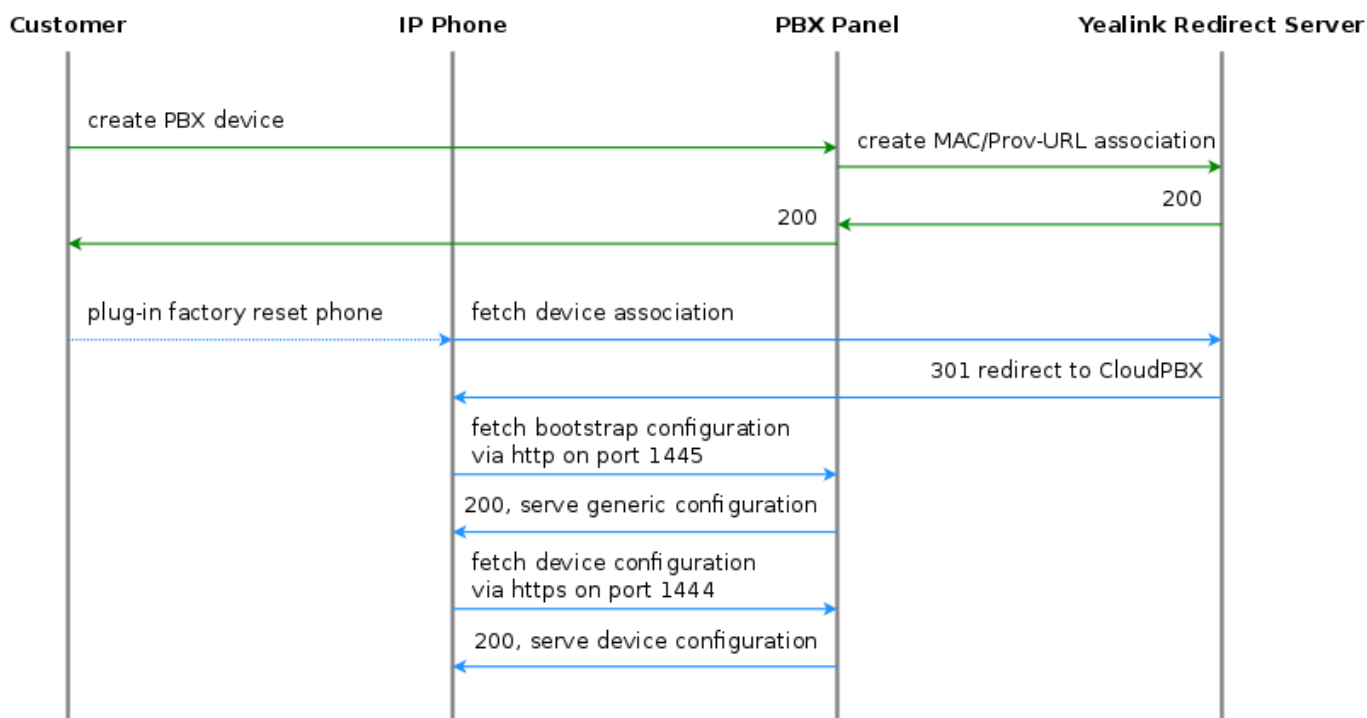 Customer
IP Phone
PBX Panel
Yealink Redirect Server
create PBX device
create MAC/Prov-URL association
200
200
plug-in factory reset phone
fetch device association
301 redirect to CloudPBX
fetch bootstrap configuration
via http on port 1445
200, serve generic configuration
fetch device configuration
via https on port 1444
200, serve device configuration